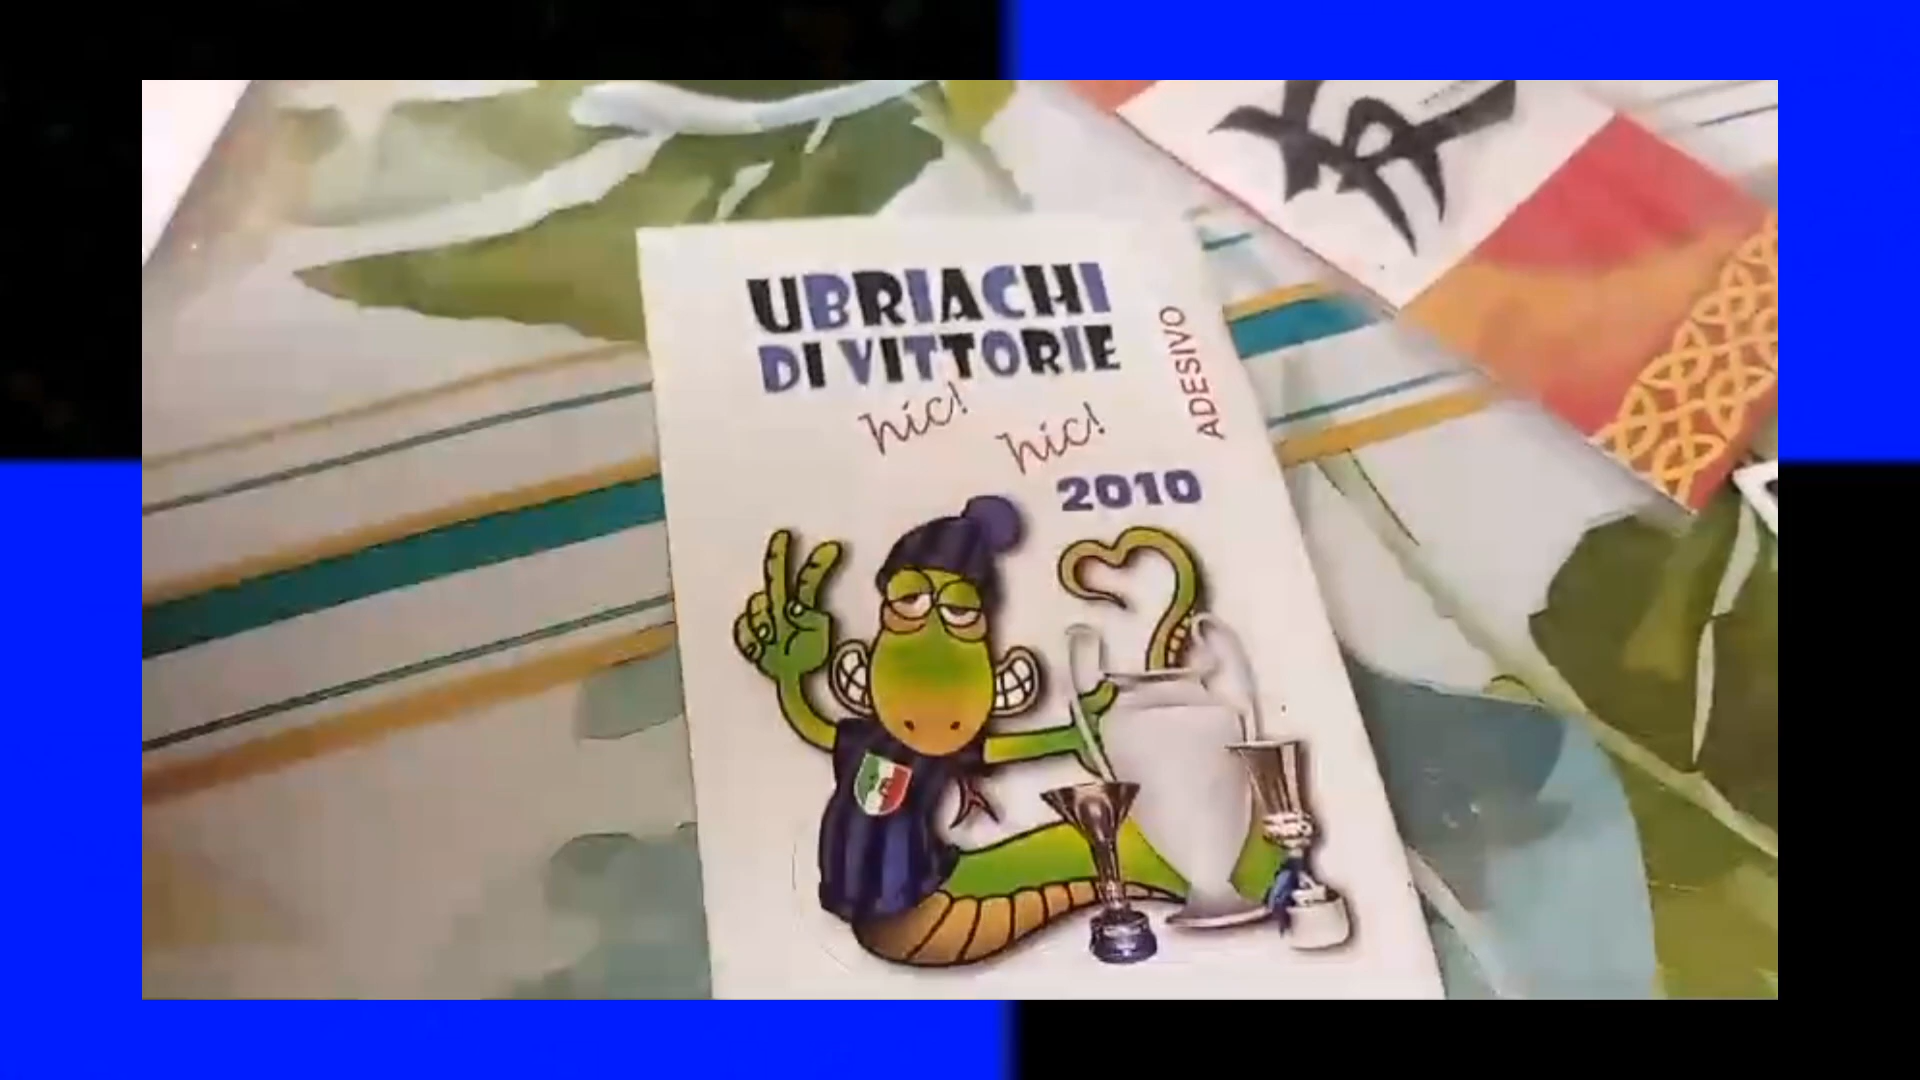 UBRIACHI
DI VITTORIE
hic!
hic!
ADESIVO
2010